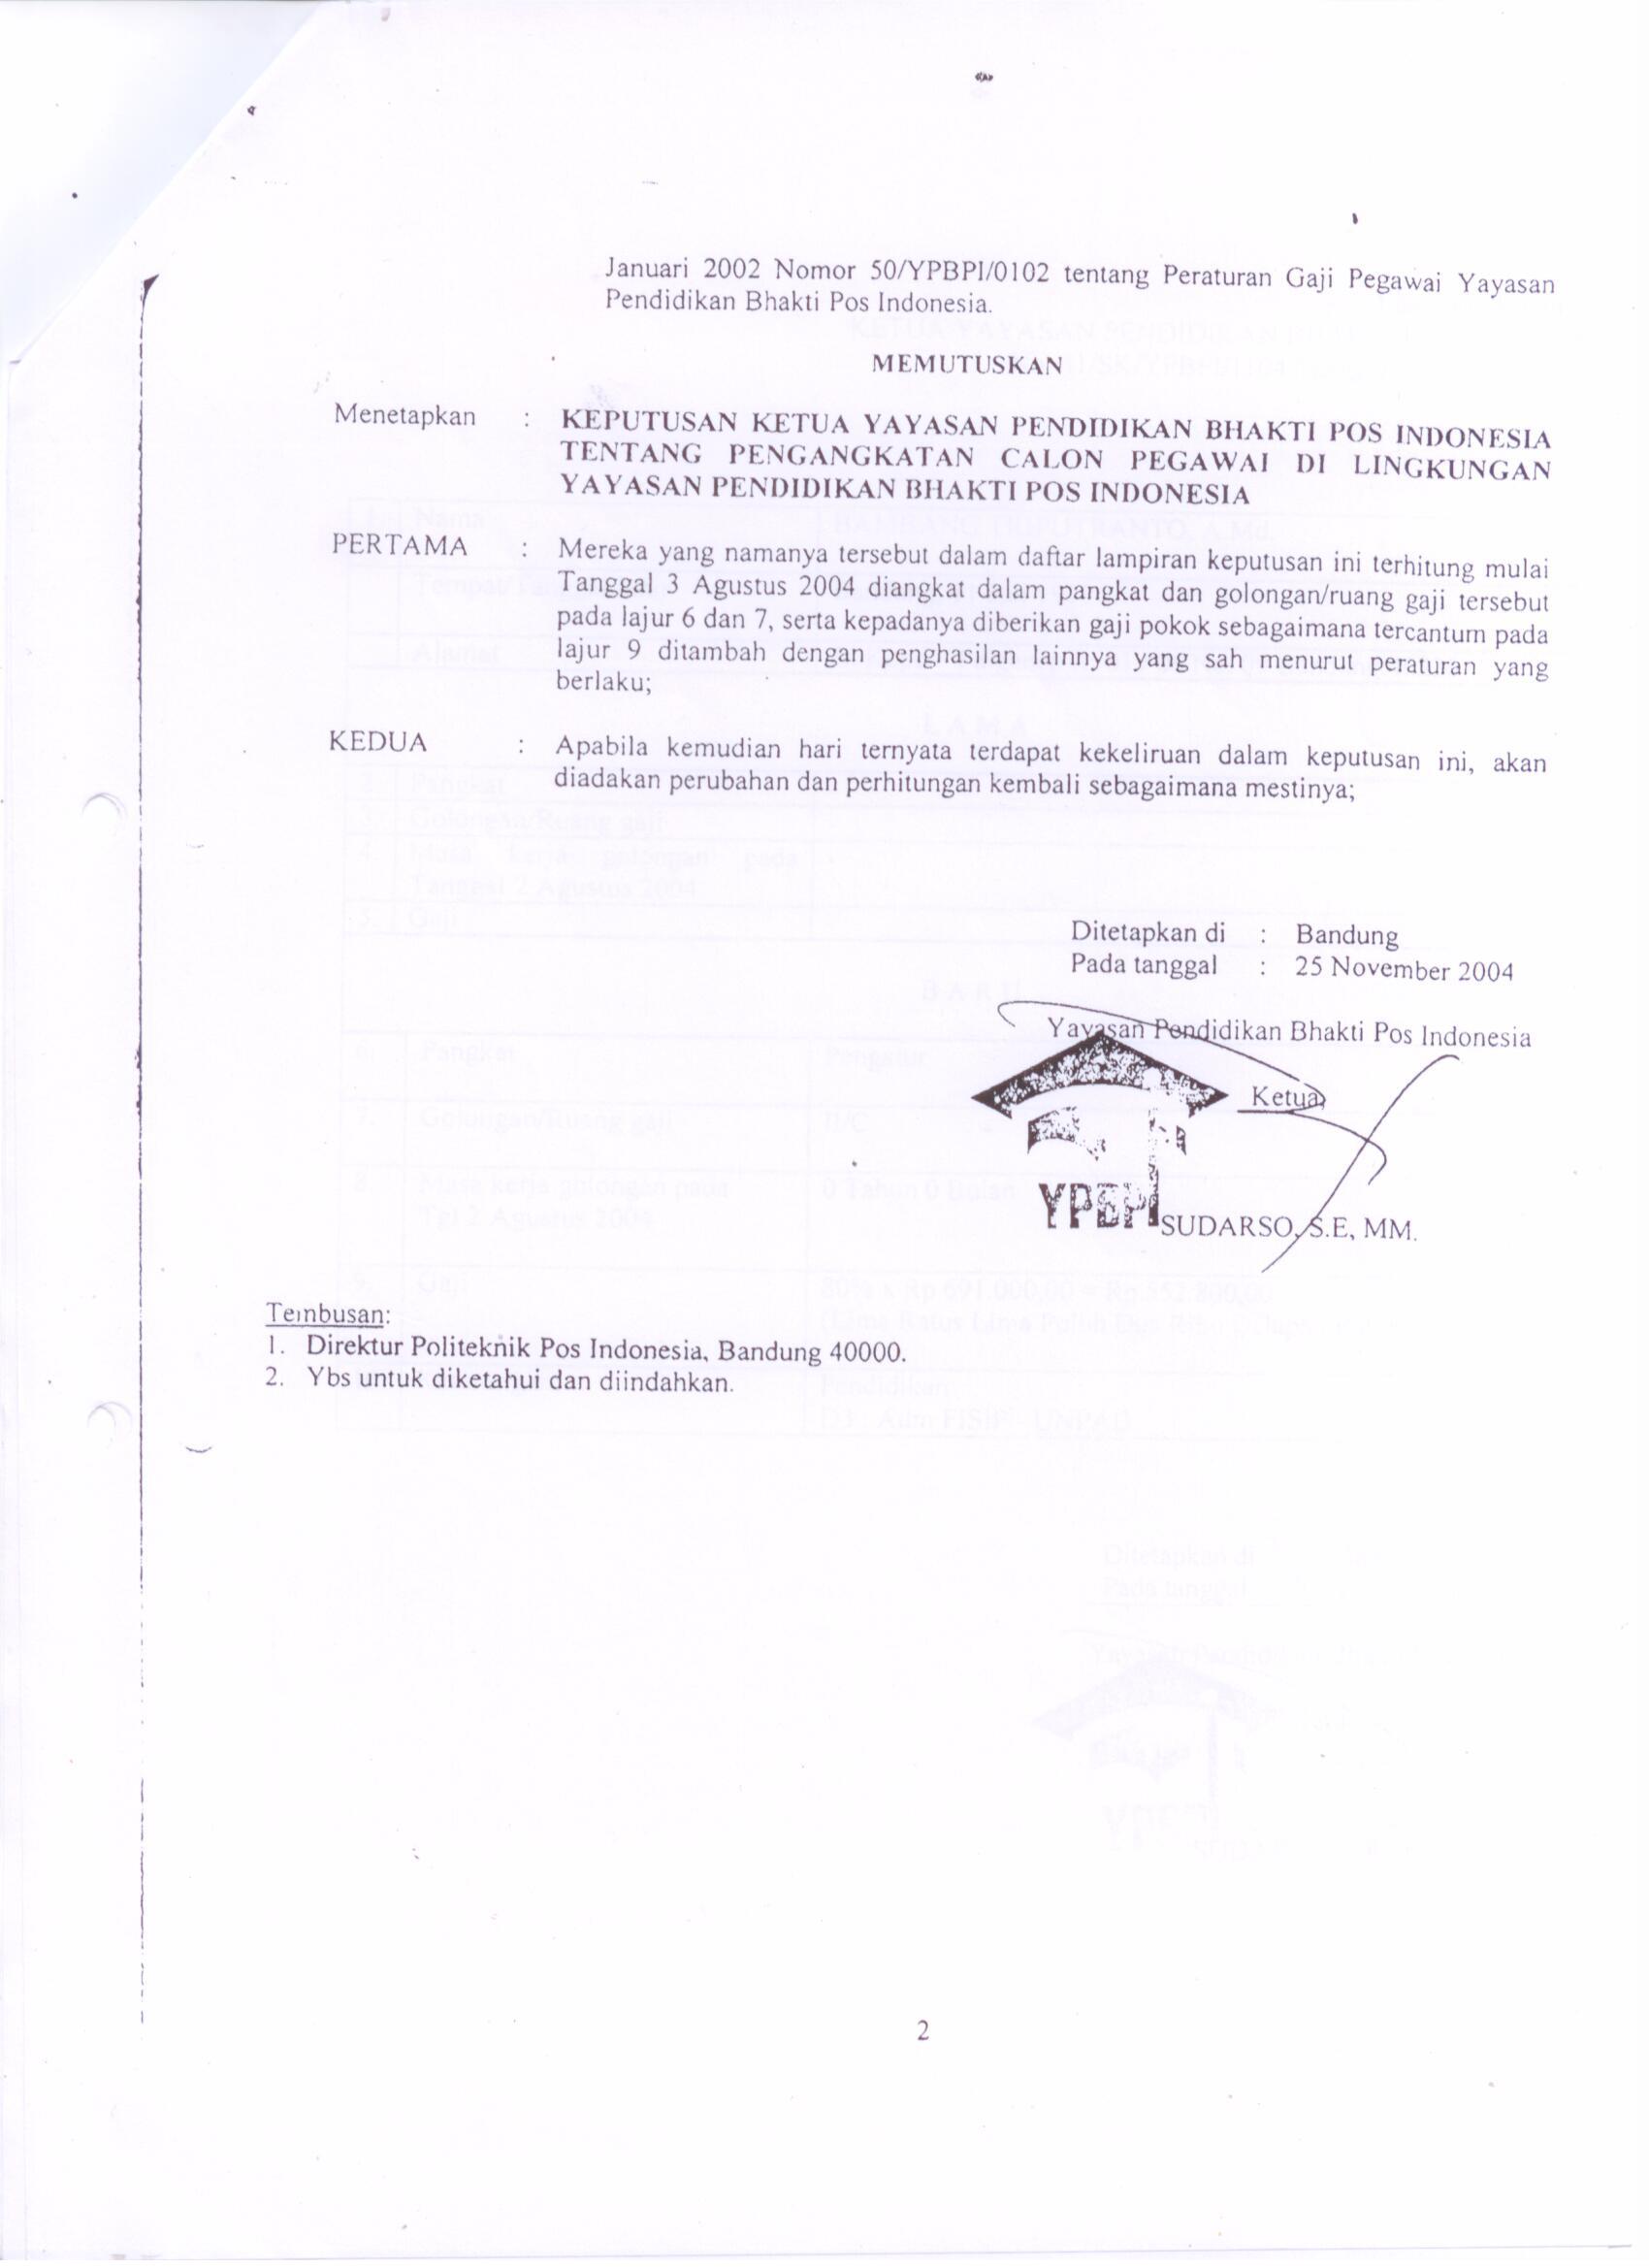 Januari 2002 Nomor 50/YPBPI/0102 tentang Peraturan Gaji Pegawai Yayasan
Pendidikan Bhakti Pos Indonesia.
MEMUTUSKAN
Menetapkan : KEPUTUSAN KETUA YAYASAN PENDIDIKAN BHAKTI POS INDONESIA
TENTANG PENGANGKATAN CALON PEGAWAI DI LINGKUNGAN
YAYASAN PENDIDIKAN BHAKTI POS INDONESIA
PERTAMA : Mereka yang namanya tersebut dalam daftar lampiran keputusan ini terhitung mulai
Tanggal 3 Agustus 2004 diangkat dalam pangkat dan golongan/ruang gaji tersebut
pada lajur 6 dan 7, serta kepadanya diberikan gaji pokok sebagaimana tercantum pada
lajur 9 ditambah dengan penghasilan lainnya yang sah menurut peraturan yang
berlaku;
KEDUA : Apabila kemudian hari ternyata terdapat kekeliruan dalam keputusan ini, akan
diadakan perubahan dan perhitungan kembali sebagaimana mestinya;
Ditetapkan di : Bandung
Pada tanggal : 25 November 2004
Yayasan Pendidikan Bhakti Pos Indonesia
Ketua,
YPBPI
SUDARSO, S.E, MM.
Tembusan:
1. Direktur Politeknik Pos Indonesia, Bandung 40000.
2. Ybs untuk diketahui dan diindahkan.
2